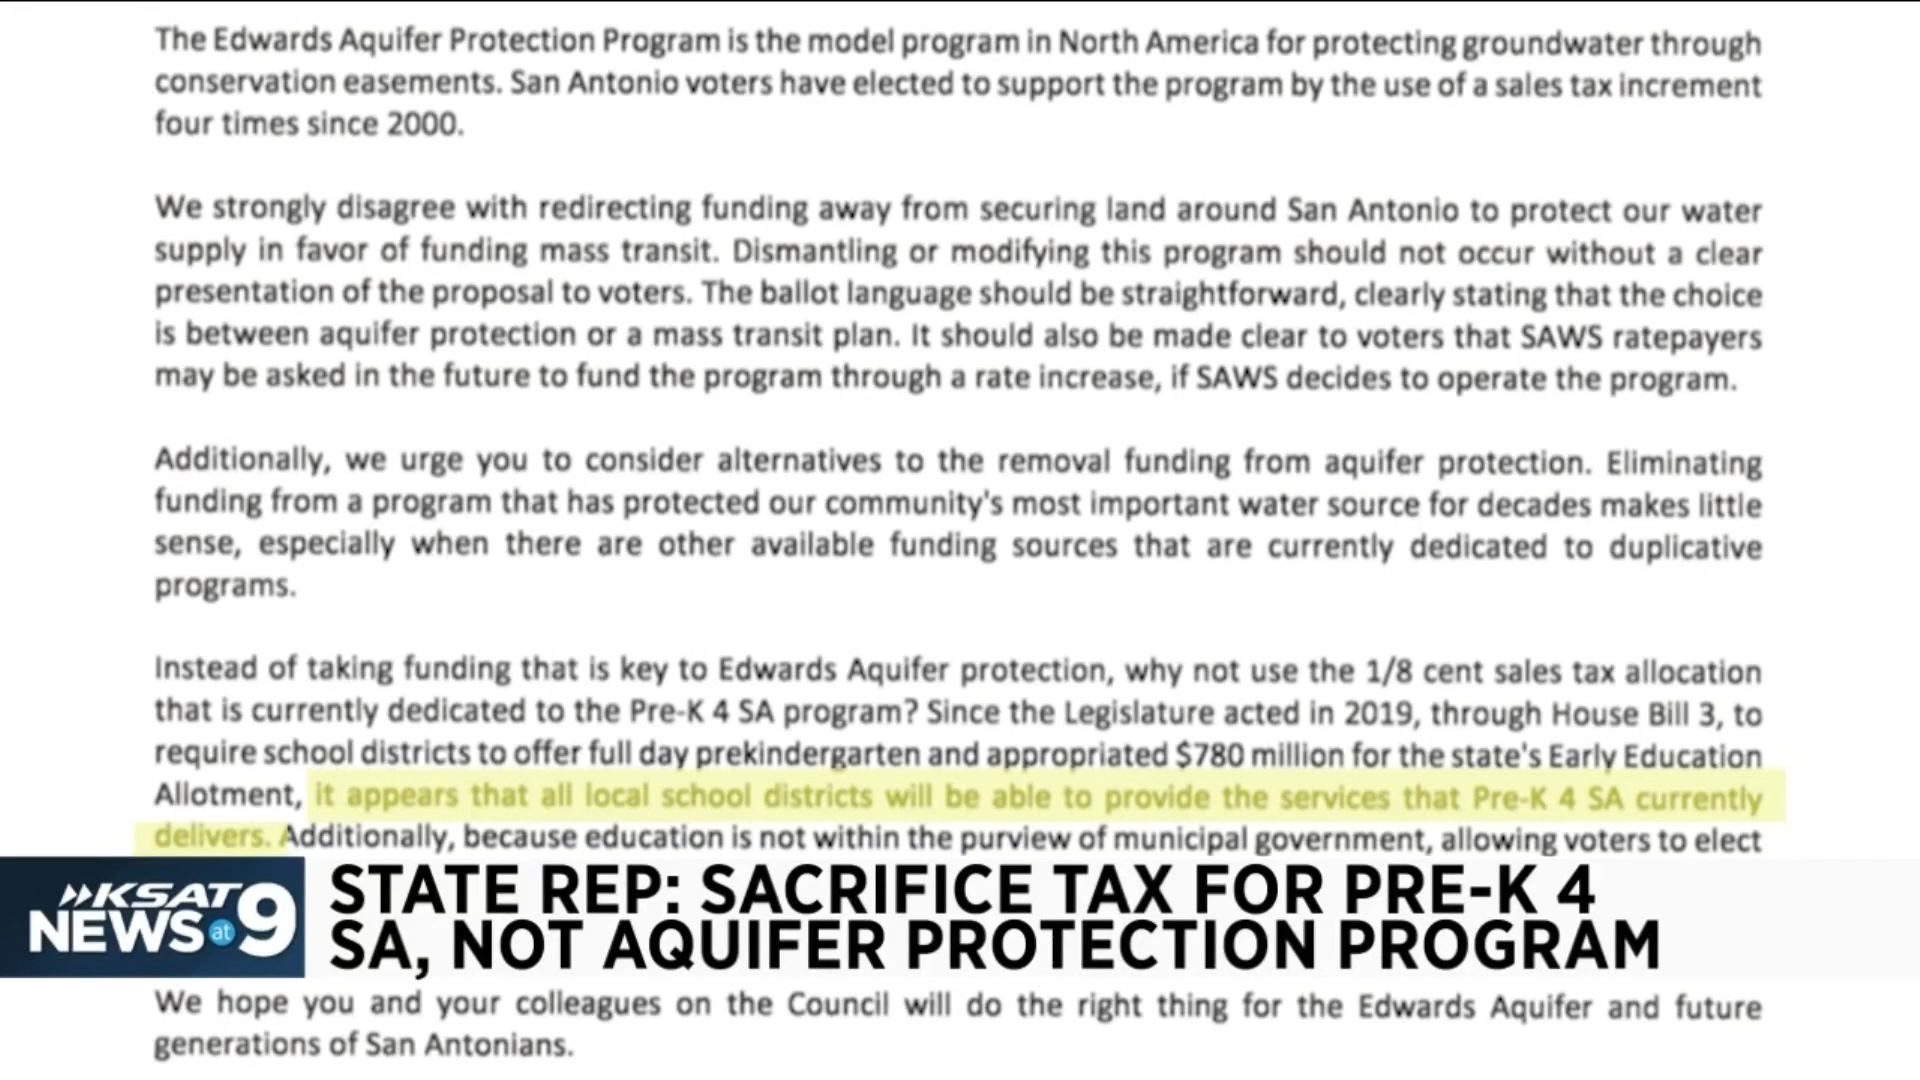 The Edwards Aquifer Protection Program is the model program in North America for protecting groundwater through
conservation easements. San Antonio voters have elected to support the program by the use of a sales tax increment
four times since 2000.
We strongly disagree with redirecting funding away from securing land around San Antonio to protect our water
supply in favor of funding mass transit. Dismantling or modifying this program should not occur without a clear
presentation of the proposal to voters. The ballot language should be straightforward, clearly stating that the choice
is between aquifer protection or a mass transit plan. It should also be made clear to voters that SAWS ratepayers
may be asked in the future to fund the program through a rate increase, if SAWS decides to operate the program.
Additionally, we urge you to consider alternatives to the removal funding from aquifer protection. Eliminating
funding from a program that has protected our community's most important water source for decades makes little
sense, especially when there are other available funding sources that are currently dedicated to duplicative
programs.
Instead of taking funding that is key to Edwards Aquifer protection, why not use the 1/8 cent sales tax allocation
that is currently dedicated to the Pre-K 4 SA program? Since the Legislature acted in 2019, through House Bill 3, to
require school districts to offer full day prekindergarten and appropriated $780 million for the state's Early Education
Allotment, it appears that all local school districts will be able to provide the services that Pre-K 4 SA currently
delivers. Additionally, because education is not within the purview of municipal government, allowing voters to elect
KSAT
NEWS at 9
STATE REP: SACRIFICE TAX FOR PRE-K 4
SA, NOT AQUIFER PROTECTION PROGRAM
We hope you and your colleagues on the Council will do the right thing for the Edwards Aquifer and future
generations of San Antonians.